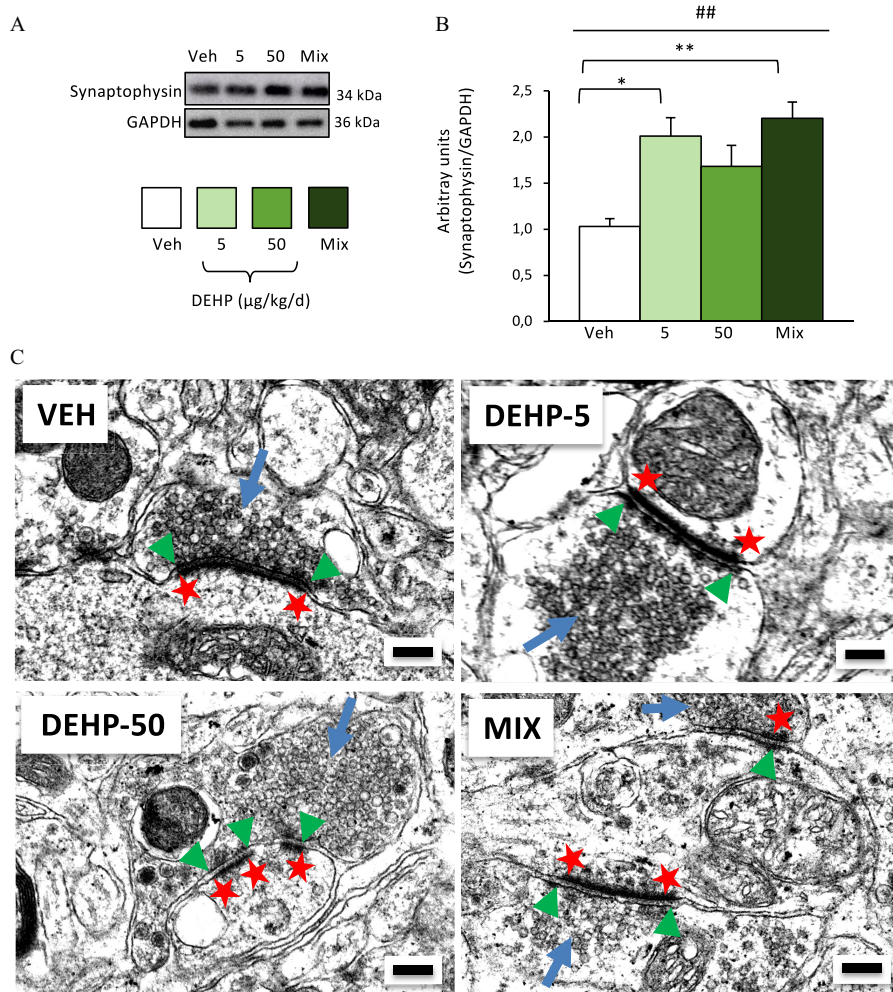 A
Veh 5 50 Mix
Synaptophysin
34 kDa
GAPDH
36 kDa
Veh 5 50 Mix
DEHP (µg/kg/d)
B
##
**
*
Arbitray units
(Synaptophysin/GAPDH)
2,5
2,0
1,5
1,0
0,5
0,0
Veh 5 50 Mix
C
VEH
DEHP-5
DEHP-50
MIX